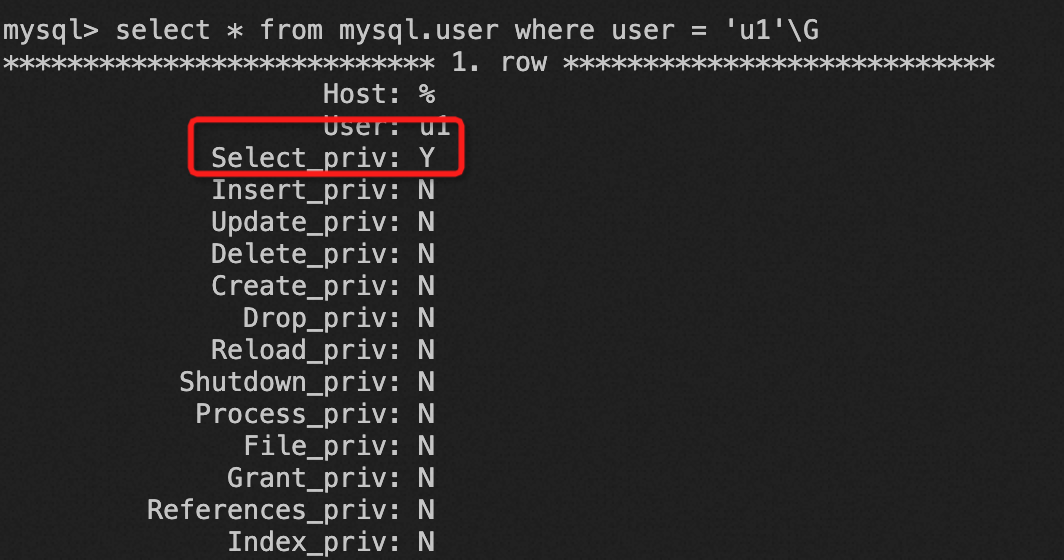 mysql> select * from mysql.user where user = 'u1'\G
*************************** 1. row ***************************
Host: %
User: u1
Select_priv: Y
Insert_priv: N
Update_priv: N
Delete_priv: N
Create_priv: N
Drop_priv: N
Reload_priv: N
Shutdown_priv: N
Process_priv: N
File_priv: N
Grant_priv: N
References_priv: N
Index_priv: N